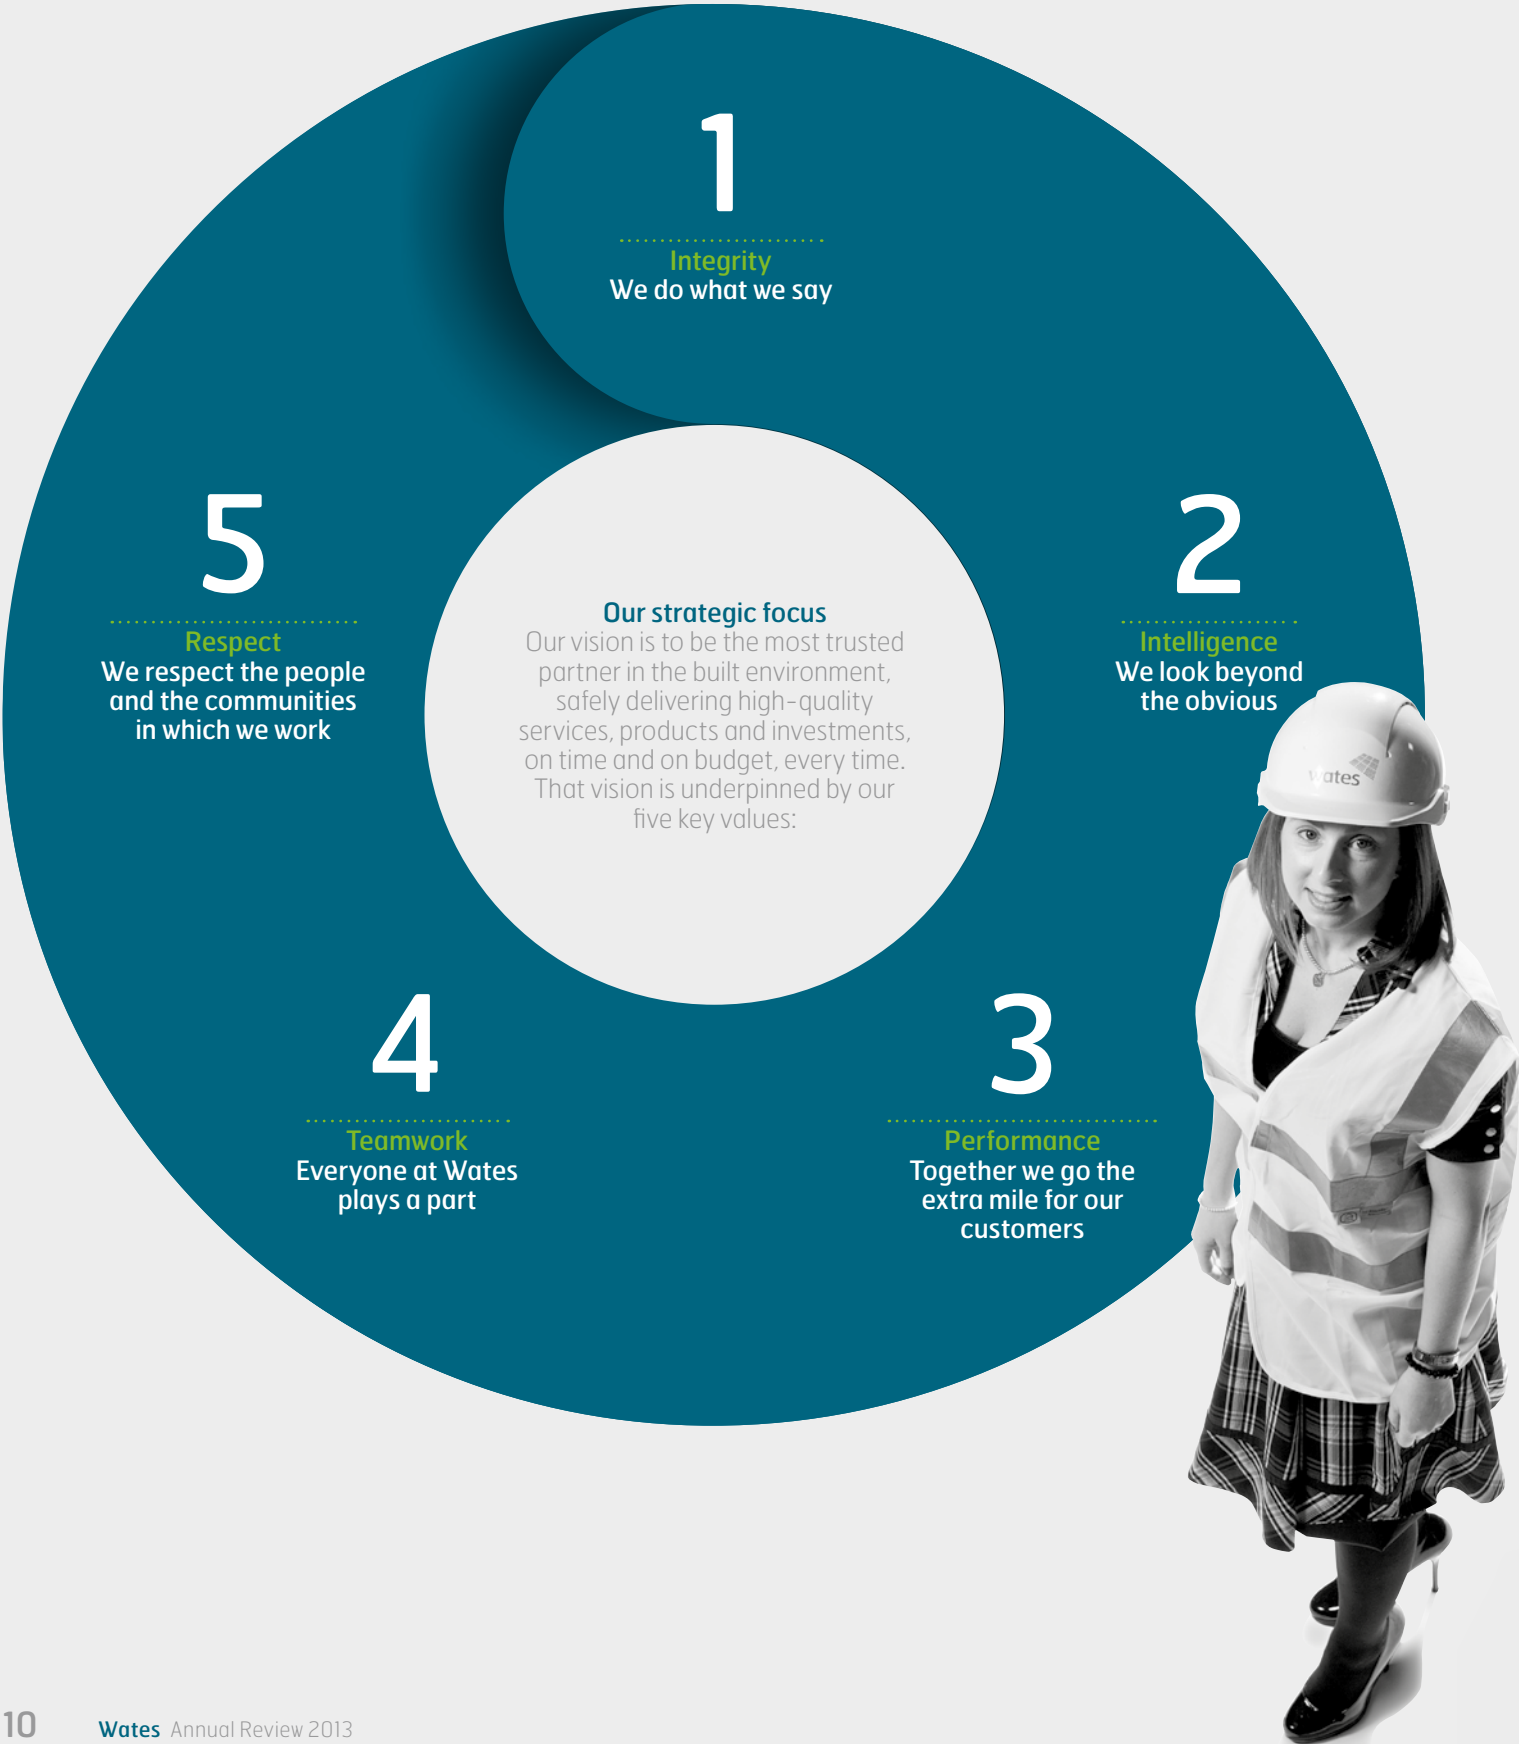 1
Integrity
We do what we say
2
Intelligence
We look beyond
the obvious
3
Performance
Together we go the
extra mile for our
customers
4
Teamwork
Everyone at Wates
plays a part
5
Respect
We respect the people
and the communities
in which we work
Our strategic focus
Our vision is to be the most trusted
partner in the built environment,
safely delivering high-quality
services, products and investments,
on time and on budget, every time.
That vision is underpinned by our
five key values:
Wates
10 Wates Annual Review 2013